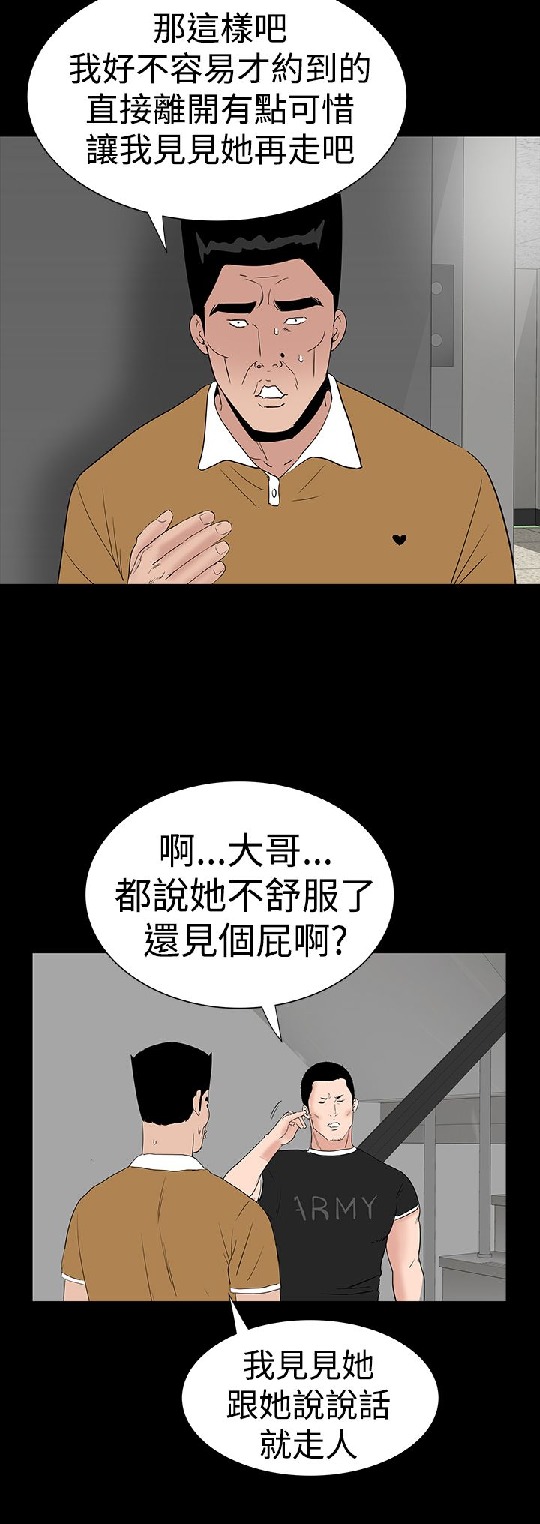 那這樣吧
我好不容易才約到的
直接離開有點可惜
讓我見見她再走吧
啊...大哥...
都說她不舒服了
還見個屁啊?
ARMY
我見見她
跟她說說話
就走人